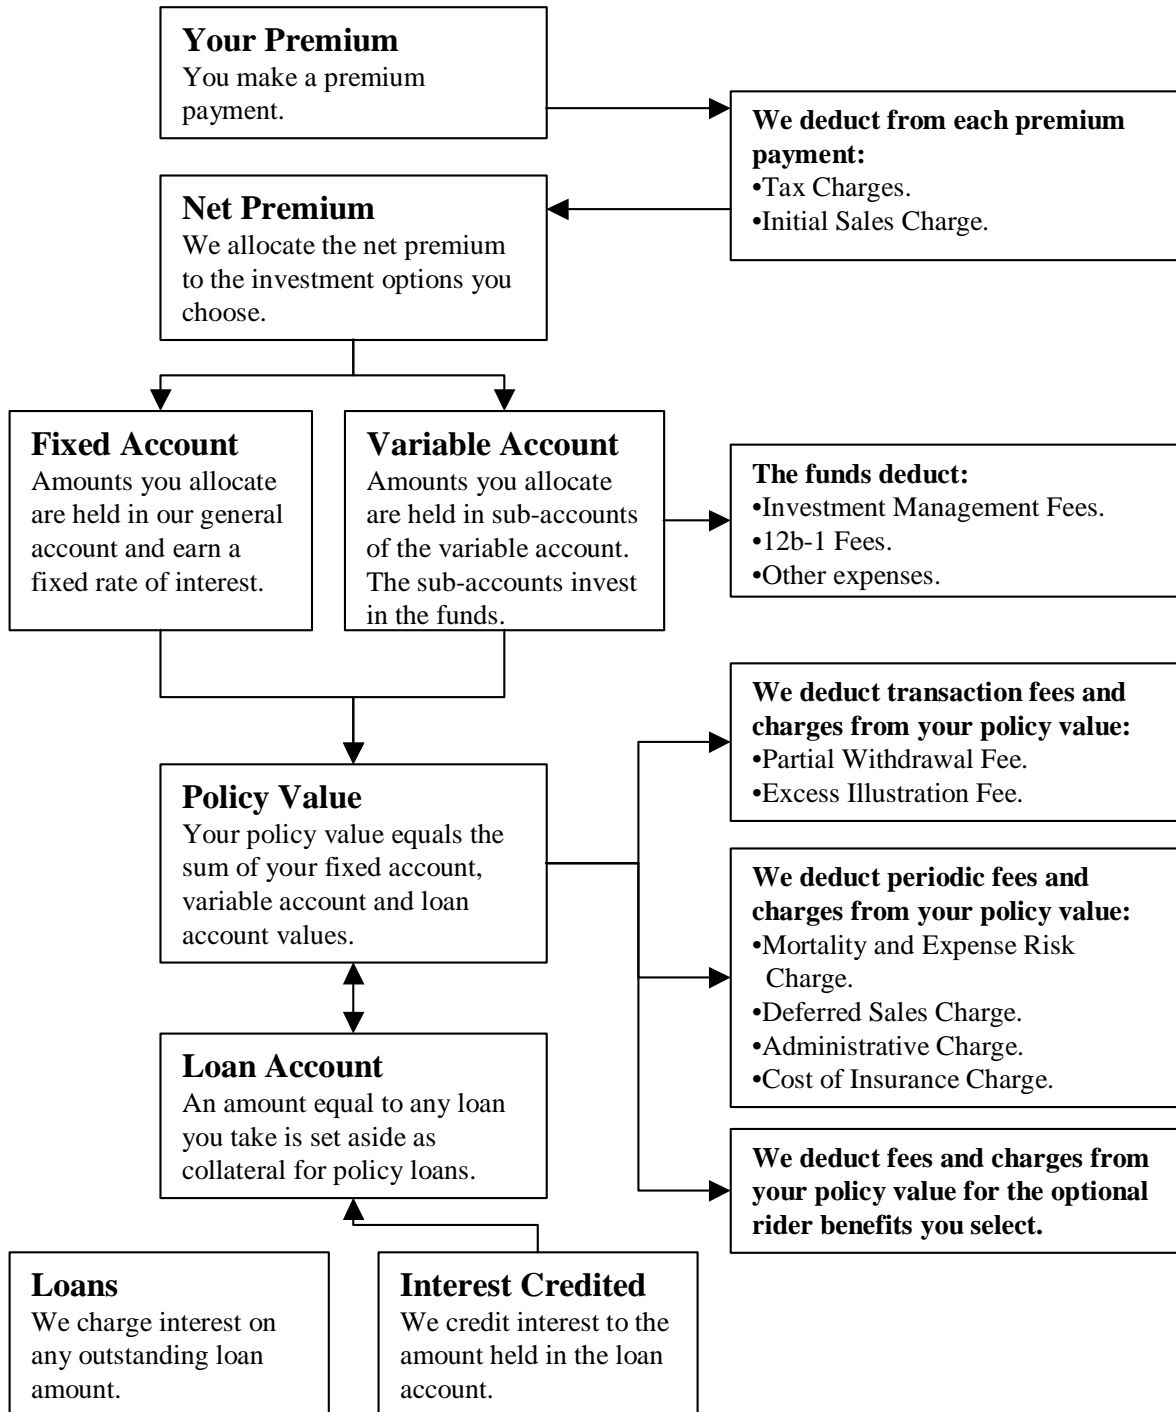 Your Premium
You make a premium
payment.
We deduct from each premium
payment:
•Tax Charges.
•Initial Sales Charge.
Net Premium
We allocate the net premium
to the investment options you
choose.
Fixed Account
Amounts you allocate
are held in our general
account and earn a
fixed rate of interest.
Variable Account
Amounts you allocate
are held in sub-accounts
of the variable account.
The sub-accounts invest
in the funds.
The funds deduct:
•Investment Management Fees.
•12b-1 Fees.
•Other expenses.
We deduct transaction fees and
charges from your policy value:
•Partial Withdrawal Fee.
•Excess Illustration Fee.
Policy Value
Your policy value equals the
sum of your fixed account,
variable account and loan
account values.
We deduct periodic fees and
charges from your policy value:
•Mortality and Expense Risk
Charge.
•Deferred Sales Charge.
•Administrative Charge.
•Cost of Insurance Charge.
Loan Account
An amount equal to any loan
you take is set aside as
collateral for policy loans.
We deduct fees and charges from
your policy value for the optional
rider benefits you select.
Loans
We charge interest on
any outstanding loan
amount.
Interest Credited
We credit interest to the
amount held in the loan
account.